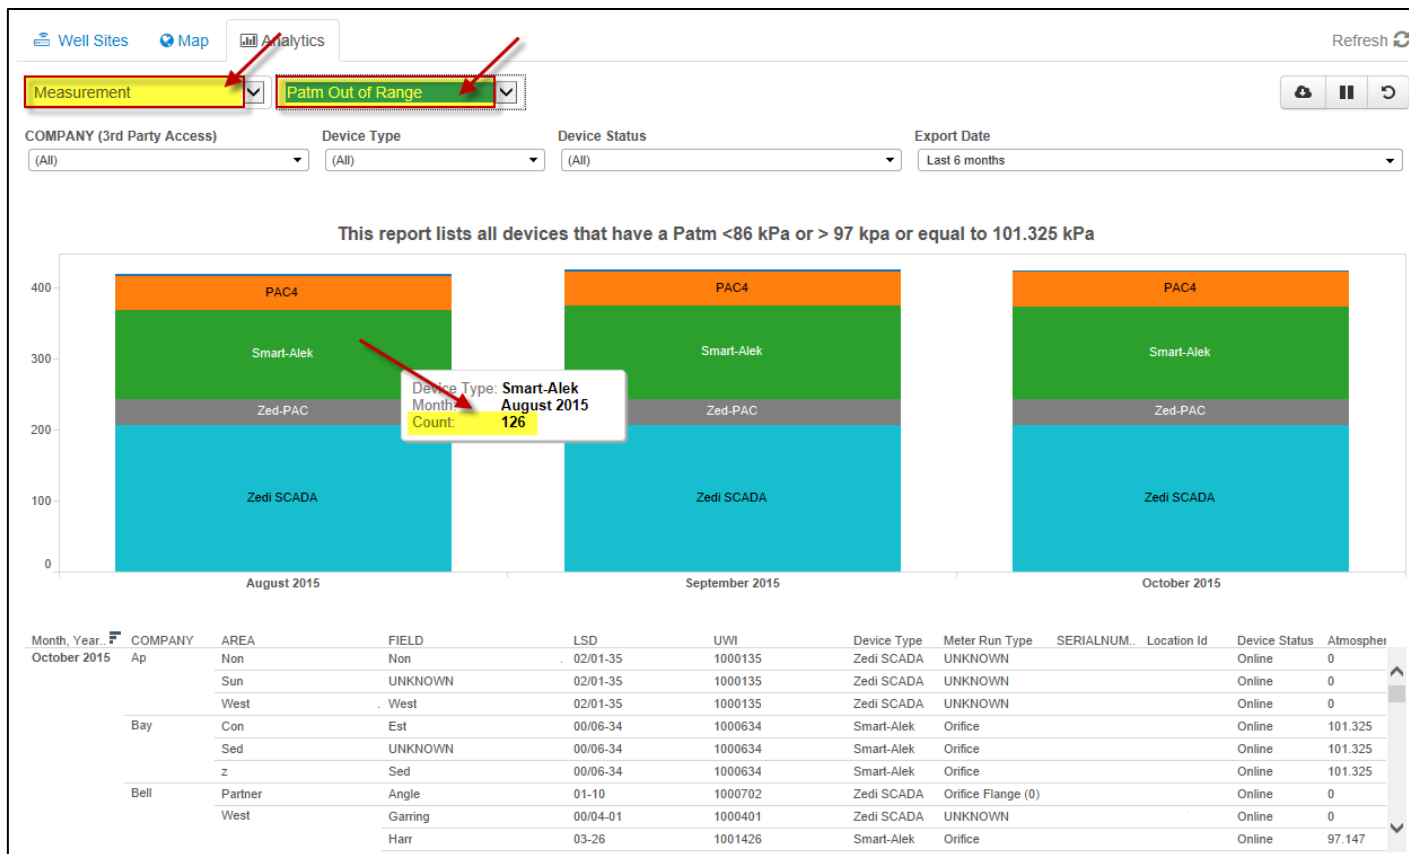 Well Sites Map Analytics Refresh
Measurement Patm Out of Range
COMPANY (3rd Party Access) Device Type Device Status Export Date
(All) (All) (All) Last 6 months
This report lists all devices that have a Patm <86 kPa or > 97 kpa or equal to 101.325 kPa
400
PAC4 PAC4 PAC4
300
Smart-Alek Smart-Alek Smart-Alek
Device Type: Smart-Alek
Month: August 2015
Count: 126
Zed-PAC Zed-PAC Zed-PAC
200
100
Zedi SCADA Zedi SCADA Zedi SCADA
0
August 2015 September 2015 October 2015
Month, Year.. COMPANY AREA FIELD LSD UWI Device Type Meter Run Type SERIALNUM.. Location Id Device Status Atmospher
October 2015 Ap Non Non 02/01-35 1000135 Zedi SCADA UNKNOWN Online 0
Sun UNKNOWN 02/01-35 1000135 Zedi SCADA UNKNOWN Online 0
West West 02/01-35 1000135 Zedi SCADA UNKNOWN Online 0
Bay Con Est 00/06-34 1000634 Smart-Alek Orifice Online 101.325
Sed UNKNOWN 00/06-34 1000634 Smart-Alek Orifice Online 101.325
z Sed 00/06-34 1000634 Smart-Alek Orifice Online 101.325
Bell Partner Angle 01-10 1000702 Zedi SCADA Orifice Flange (0) Online 0
West Garring 00/04-01 1000401 Zedi SCADA UNKNOWN Online 0
Harr 03-26 1001426 Smart-Alek Orifice Online 97.147